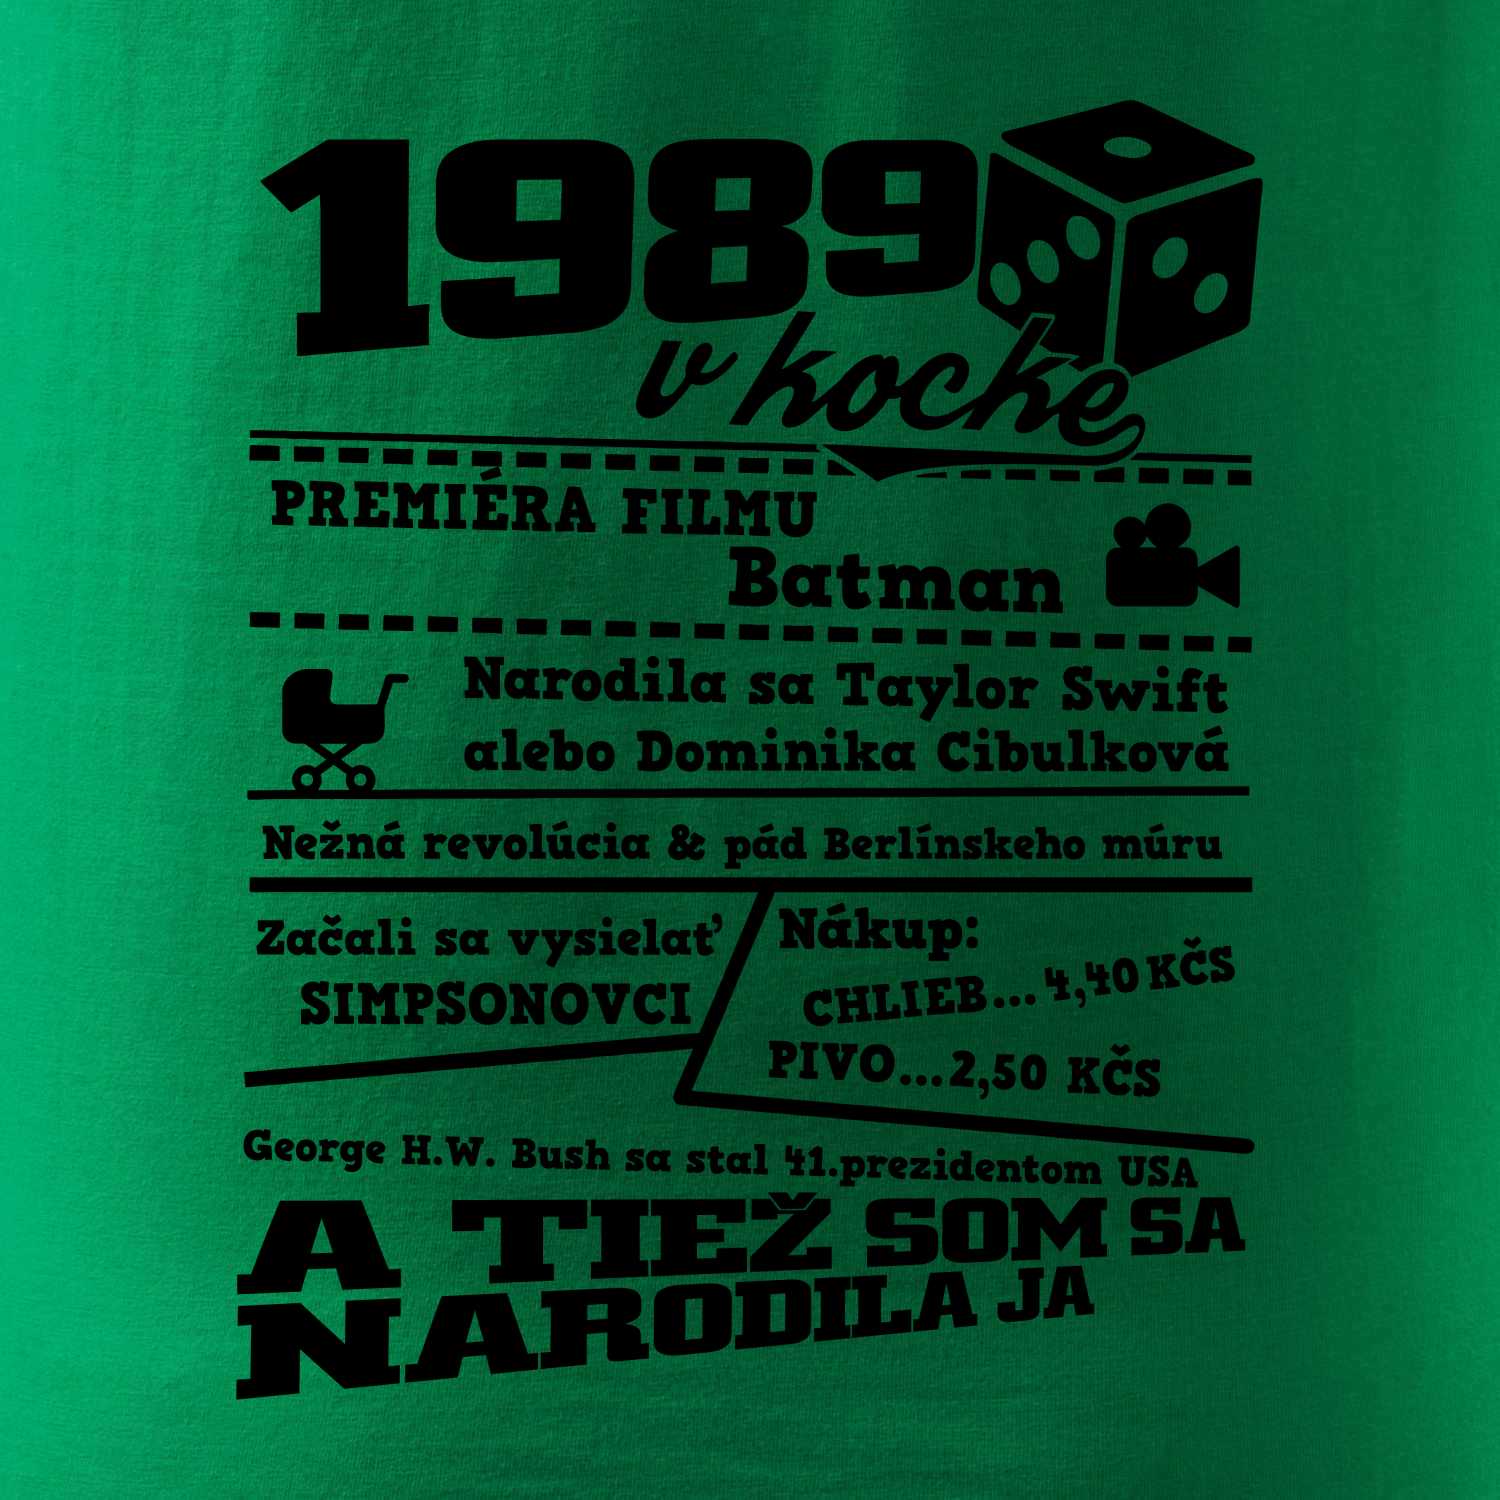 1989
v kocke
PREMIÉRA FILMU
Batman
Narodila sa Taylor Swift
alebo Dominika Cibulková
Nežná revolúcia & pád Berlínskeho múru
Začali sa vysielať
SIMPSONOVCI
Nákup:
CHLIEB...4,40 KČS
PIVO...2,50 KČS
George H.W. Bush sa stal 41.prezidentom USA
A TIEŽ SOM SA
NARODILA JA